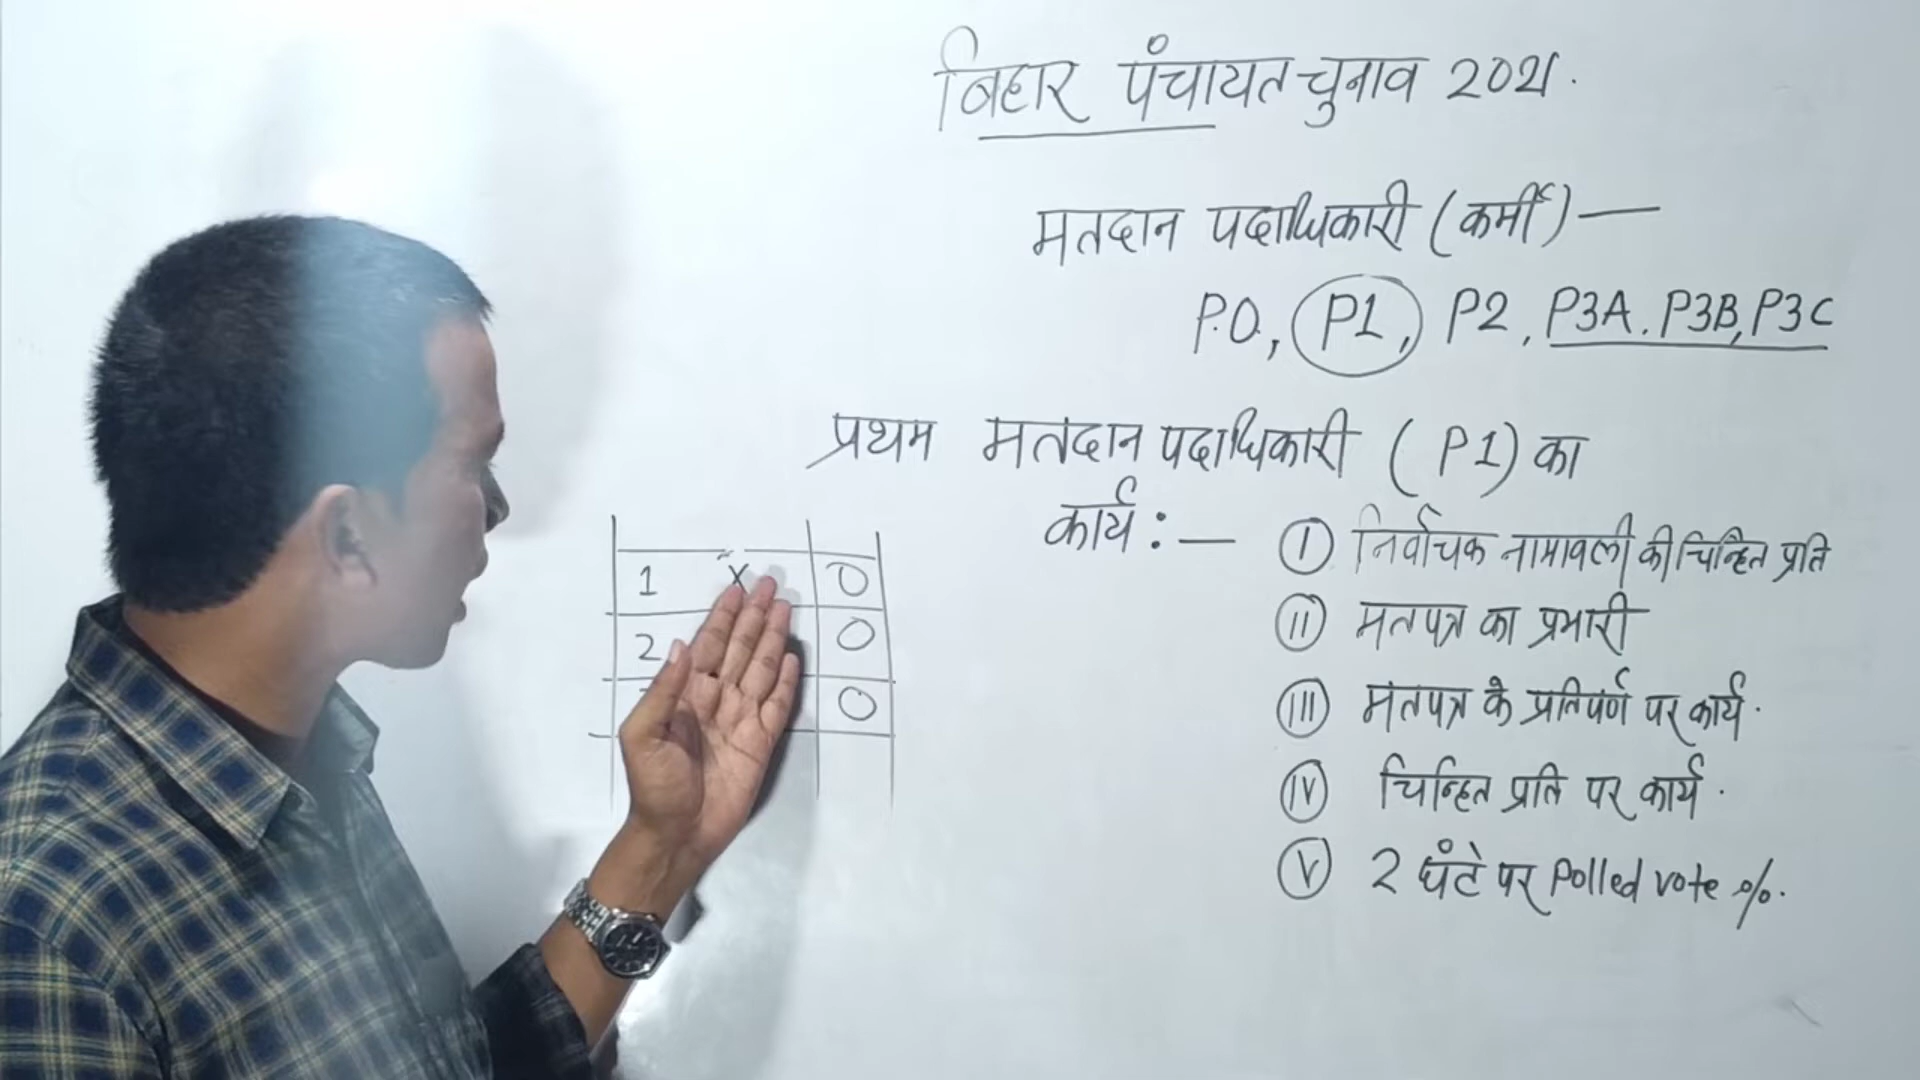 बिहार पंचायत चुनाव 2021.
मतदान पदाधिकारी (कर्मी) —
P.O., P1, P2, P3A. P3B, P3C
प्रथम मतदान पदाधिकारी (P1) का
कार्य :— (I) निर्वाचक नामावली की चिन्हित प्रति
(II) मतपत्र का प्रभारी
(III) मतपत्र के प्रतिपर्ण पर कार्य.
(IV) चिन्हित प्रति पर कार्य.
(V) 2 घंटे पर Polled vote %.
1 X 0
2 0
0